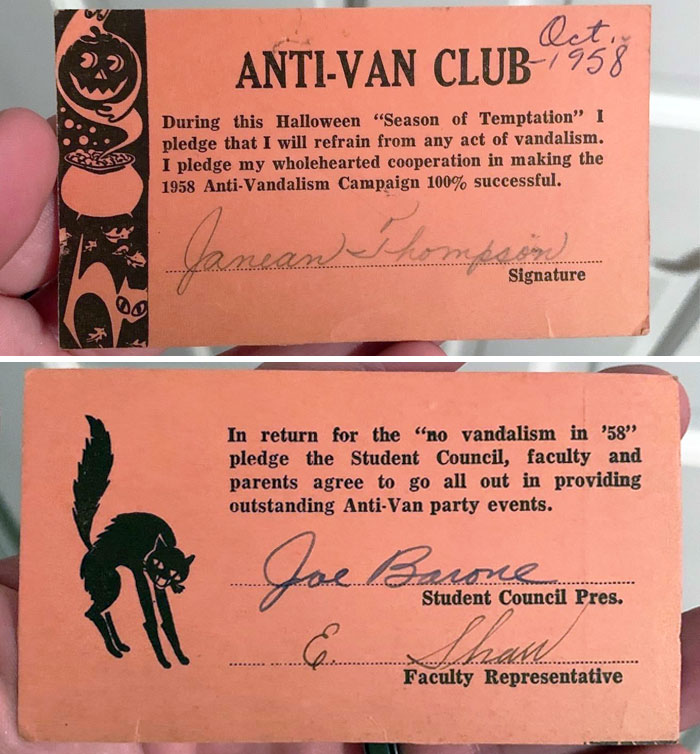 ANTI-VAN CLUB
Oct.
-1958
During this Halloween “Season of Temptation” I
pledge that I will refrain from any act of vandalism.
I pledge my wholehearted cooperation in making the
1958 Anti-Vandalism Campaign 100% successful.
Janean Thompson
Signature
In return for the “no vandalism in ’58”
pledge the Student Council, faculty and
parents agree to go all out in providing
outstanding Anti-Van party events.
Joe Barone
Student Council Pres.
E. Shaw
Faculty Representative